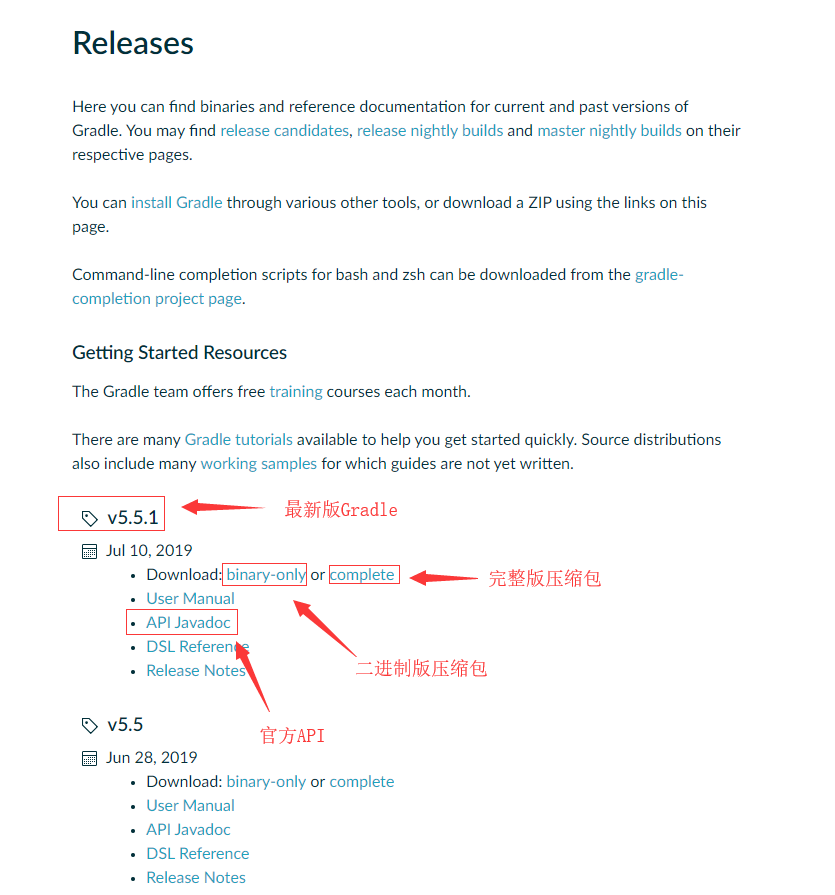 Releases
Here you can find binaries and reference documentation for current and past versions of
Gradle. You may find release candidates, release nightly builds and master nightly builds on their
respective pages.
You can install Gradle through various other tools, or download a ZIP using the links on this
page.
Command-line completion scripts for bash and zsh can be downloaded from the gradle-
completion project page.
Getting Started Resources
The Gradle team offers free training courses each month.
There are many Gradle tutorials available to help you get started quickly. Source distributions
also include many working samples for which guides are not yet written.
v5.5.1 最新版Gradle
Jul 10, 2019
• Download: binary-only or complete 完整版压缩包
• User Manual
• API Javadoc
• DSL Reference
• Release Notes 二进制版压缩包
官方API
v5.5
Jun 28, 2019
• Download: binary-only or complete
• User Manual
• API Javadoc
• DSL Reference
• Release Notes